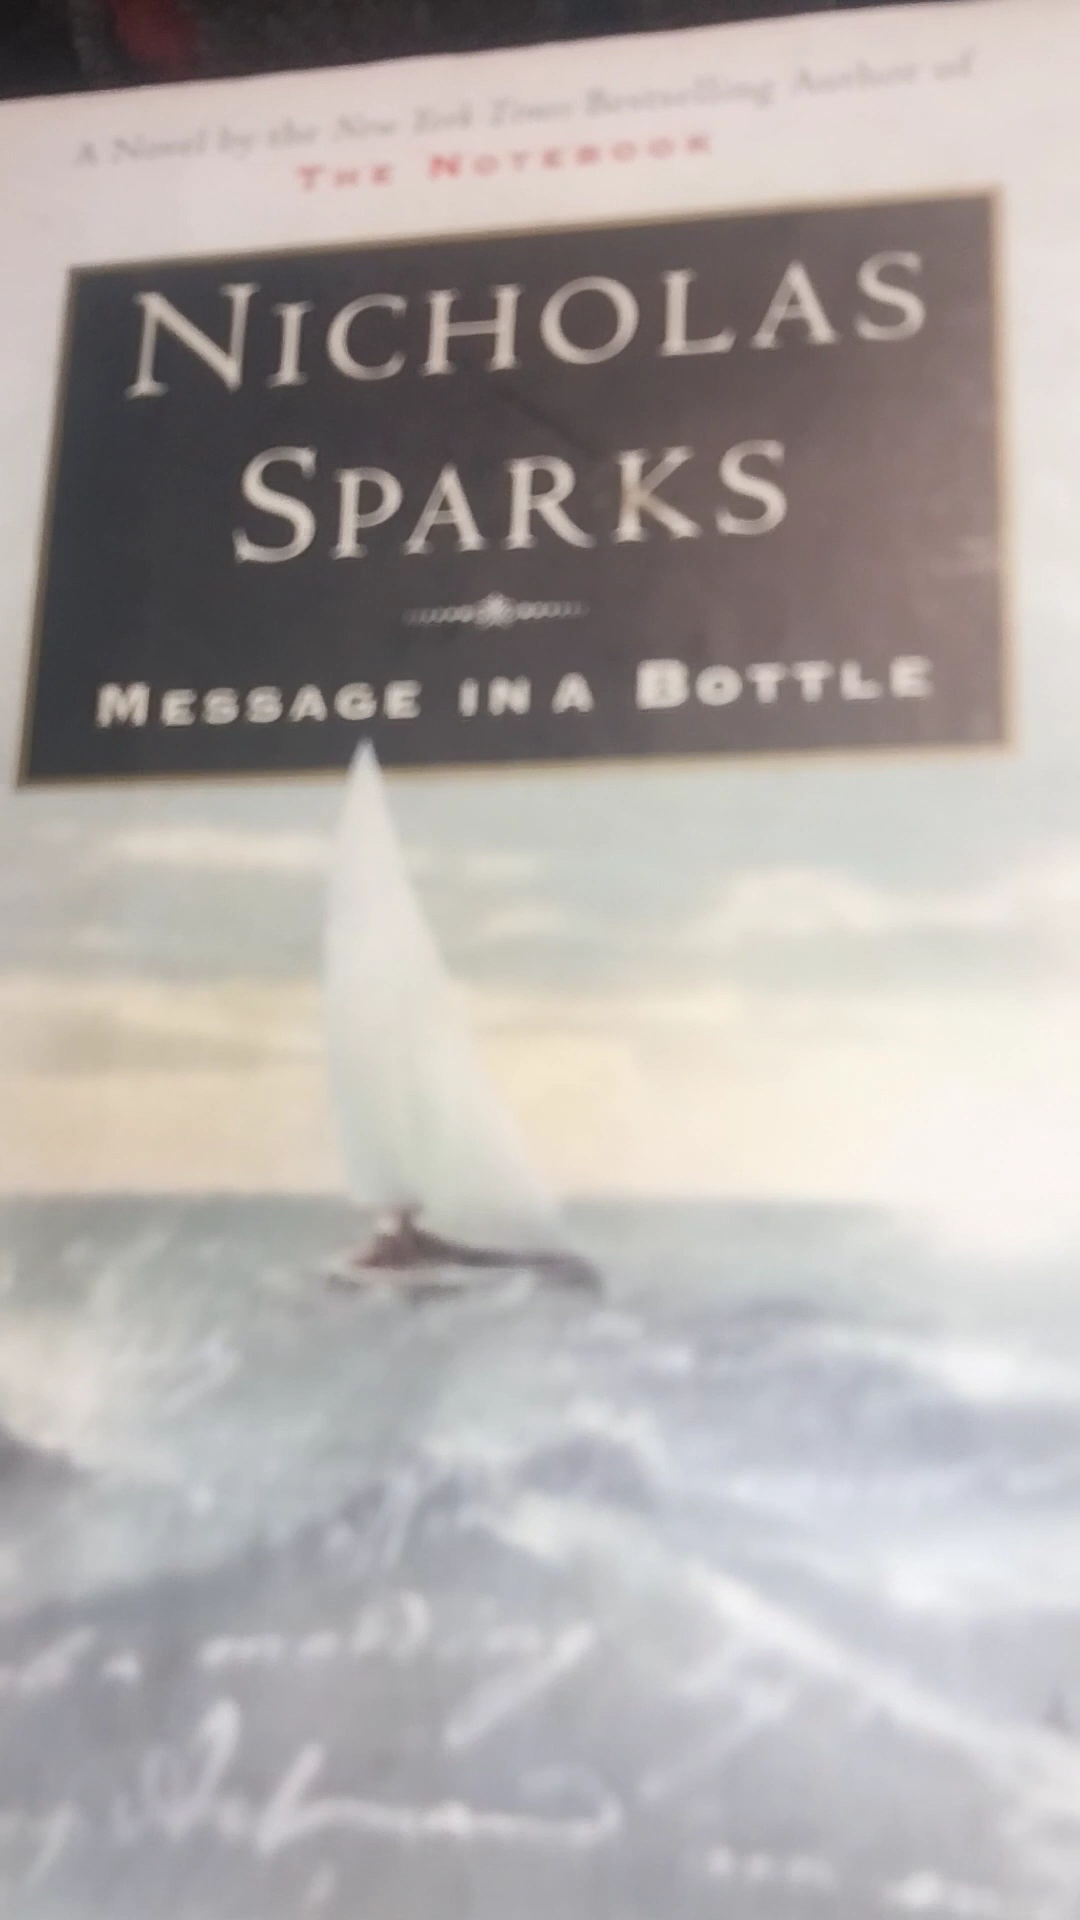 A Novel by the New York Times Bestselling Author of
THE NOTEBOOK
NICHOLAS
SPARKS
MESSAGE IN A BOTTLE